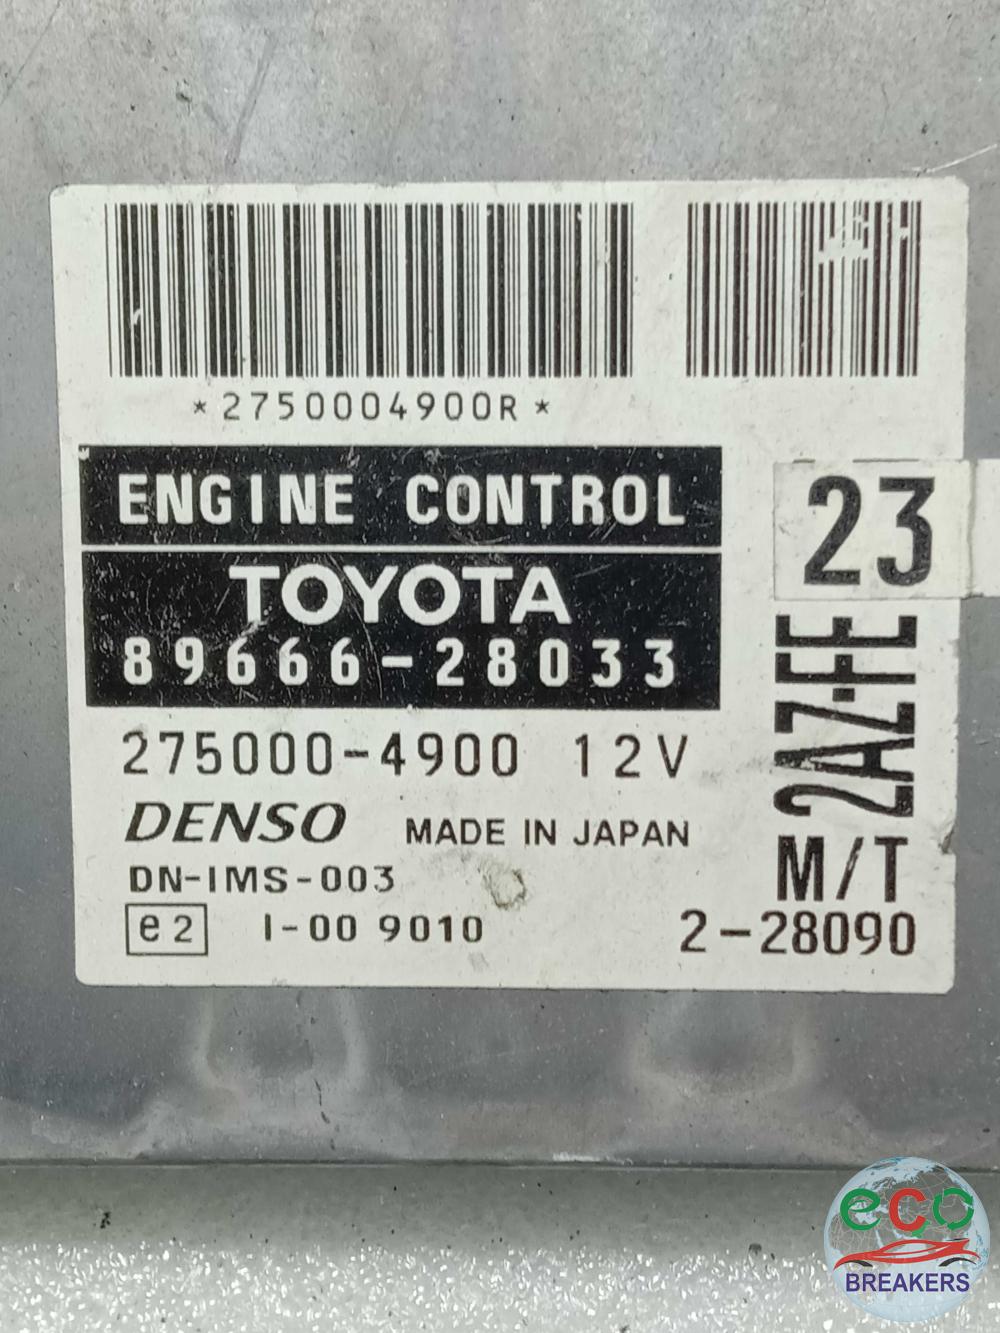 *2750004900R*
ENGINE CONTROL
TOYOTA
89666-28033
275000-4900 12V
DENSO MADE IN JAPAN
DN-IMS-003
e2 I-00 9010
23
2AZ-FE
M/T
2-28090
eco
BREAKERS